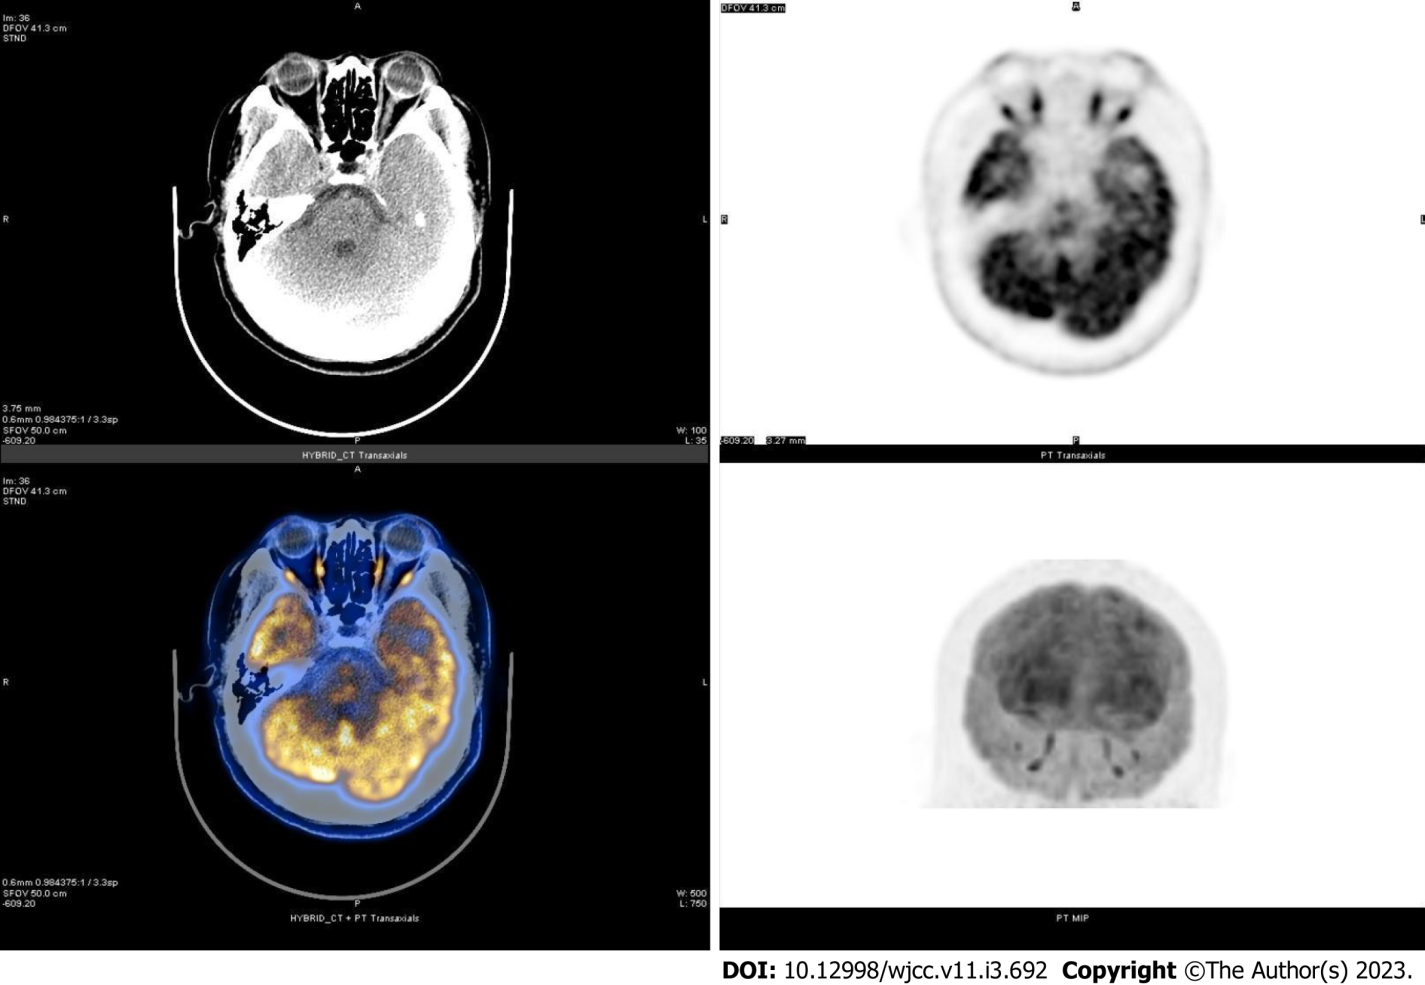 A
Im: 36
DFOV 41.3 cm
STND
R
L
3.75 mm
0.6mm 0.984375:1 / 3.3sp
SFOV 50.0 cm
-609.20
P
W: 100
L: 35
HYBRID_CT Transaxials
DFOV 41.3 cm
A
R
L
-609.20
3.27 mm
P
PT Transaxials
A
Im: 36
DFOV 41.3 cm
STND
R
L
0.6mm 0.984375:1 / 3.3sp
SFOV 50.0 cm
-609.20
P
W: 500
L: 750
HYBRID_CT + PT Transaxials
PT MIP
DOI: 10.12998/wjcc.v11.i3.692 Copyright ©The Author(s) 2023.